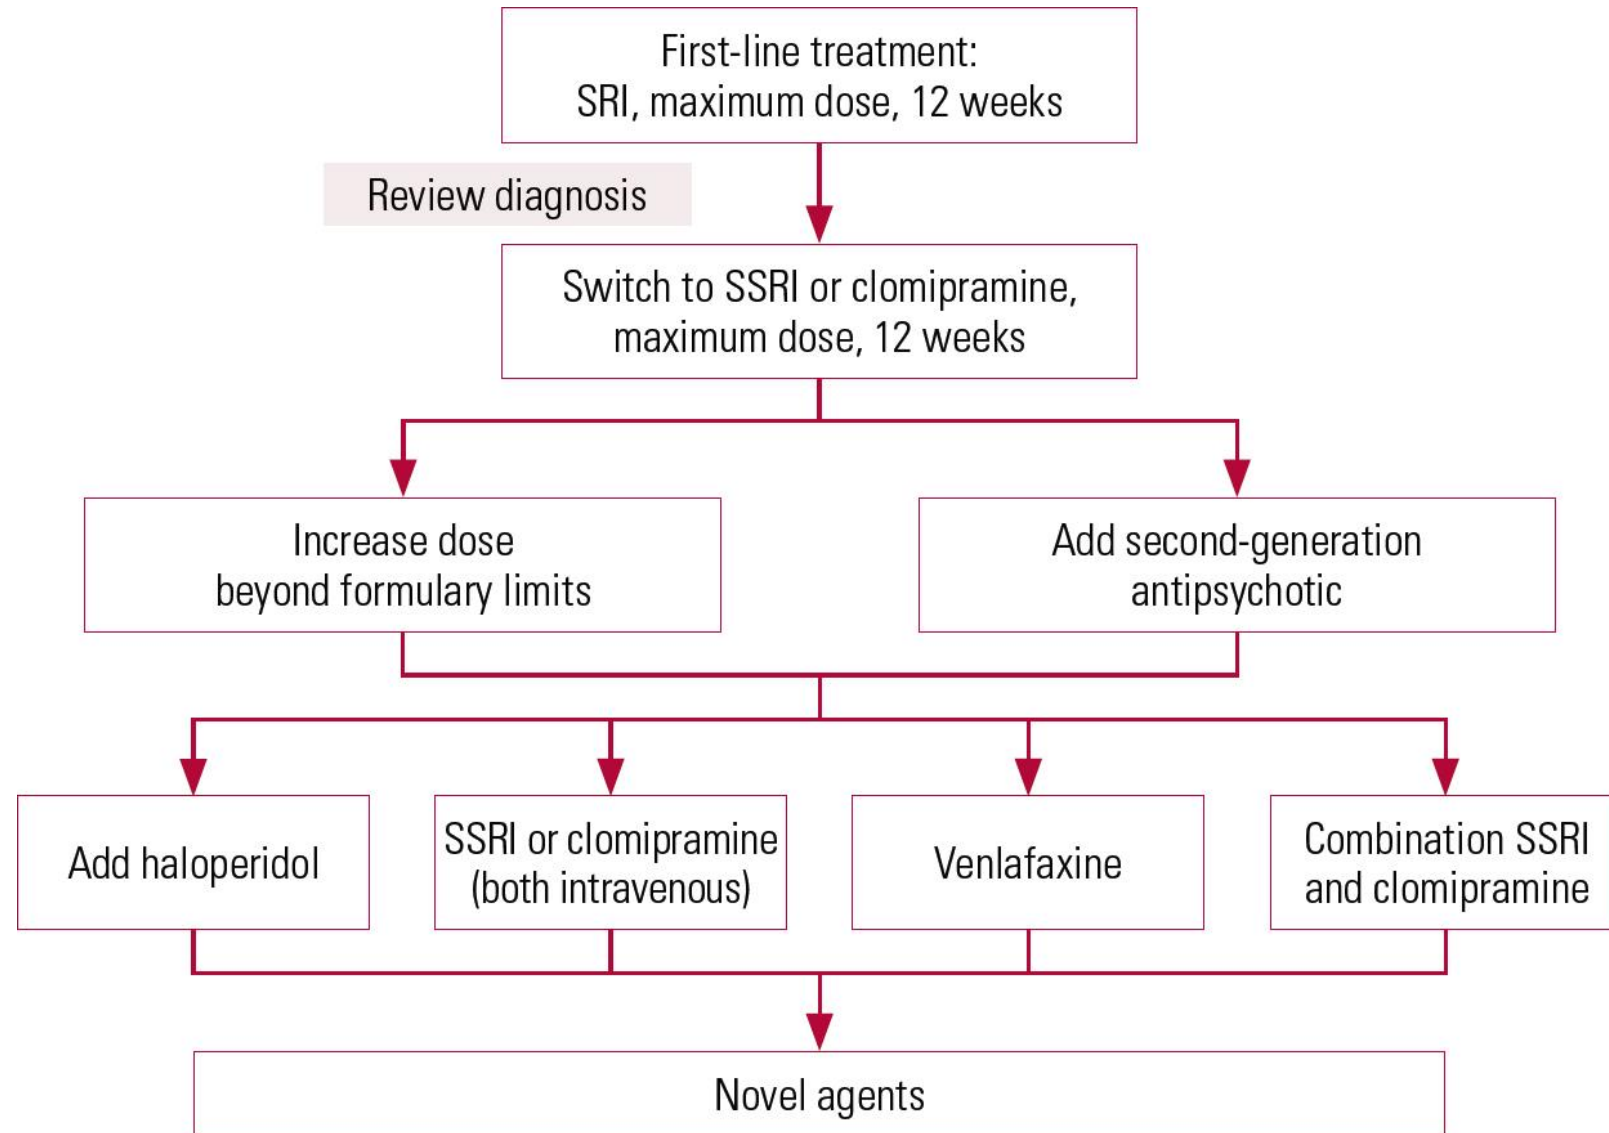 First-line treatment:
SRI, maximum dose, 12 weeks
Review diagnosis
Switch to SSRI or clomipramine,
maximum dose, 12 weeks
Increase dose
beyond formulary limits
Add second-generation
antipsychotic
Add haloperidol
SSRI or clomipramine
(both intravenous)
Venlafaxine
Combination SSRI
and clomipramine
Novel agents